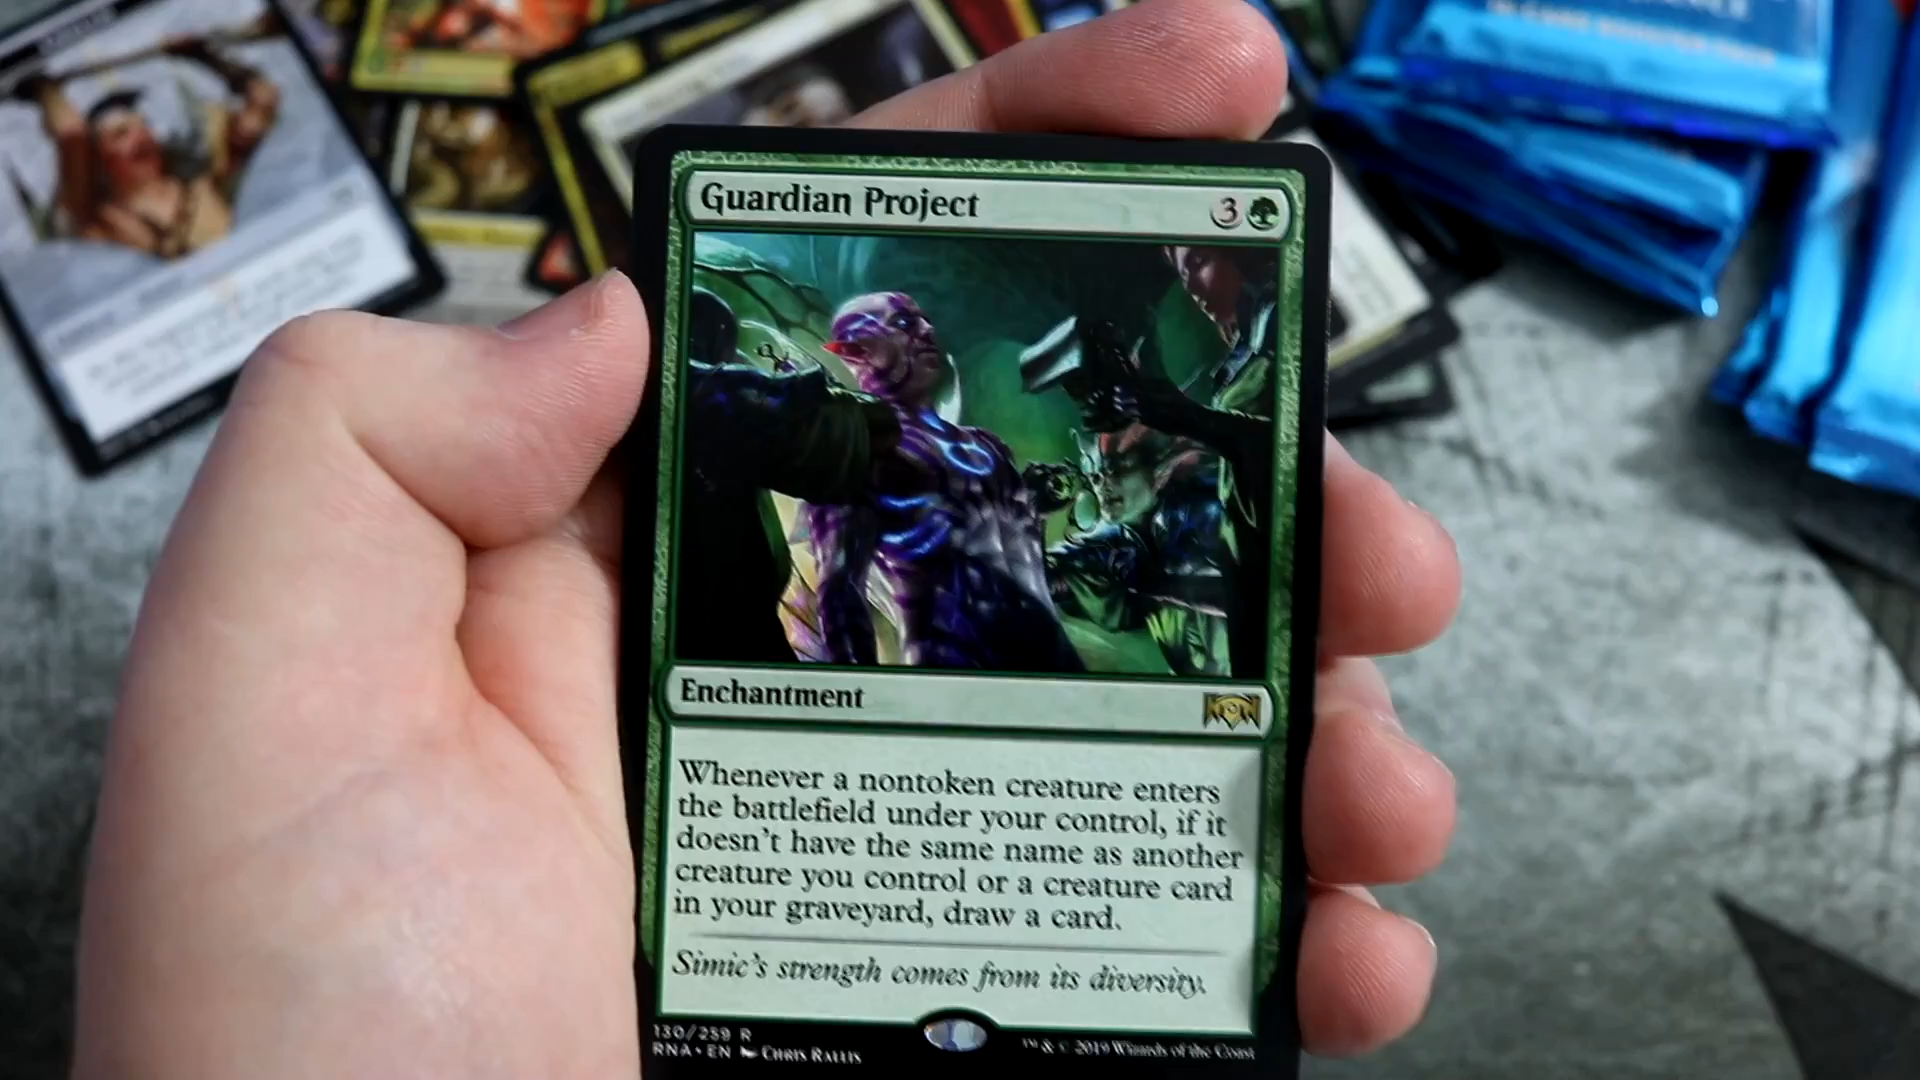 Guardian Project
3
Enchantment
Whenever a nontoken creature enters
the battlefield under your control, if it
doesn't have the same name as another
creature you control or a creature card
in your graveyard, draw a card.
Simic's strength comes from its diversity.
130/259 R
RNA • EN Chris Rallis
™ & © 2019 Wizards of the Coast